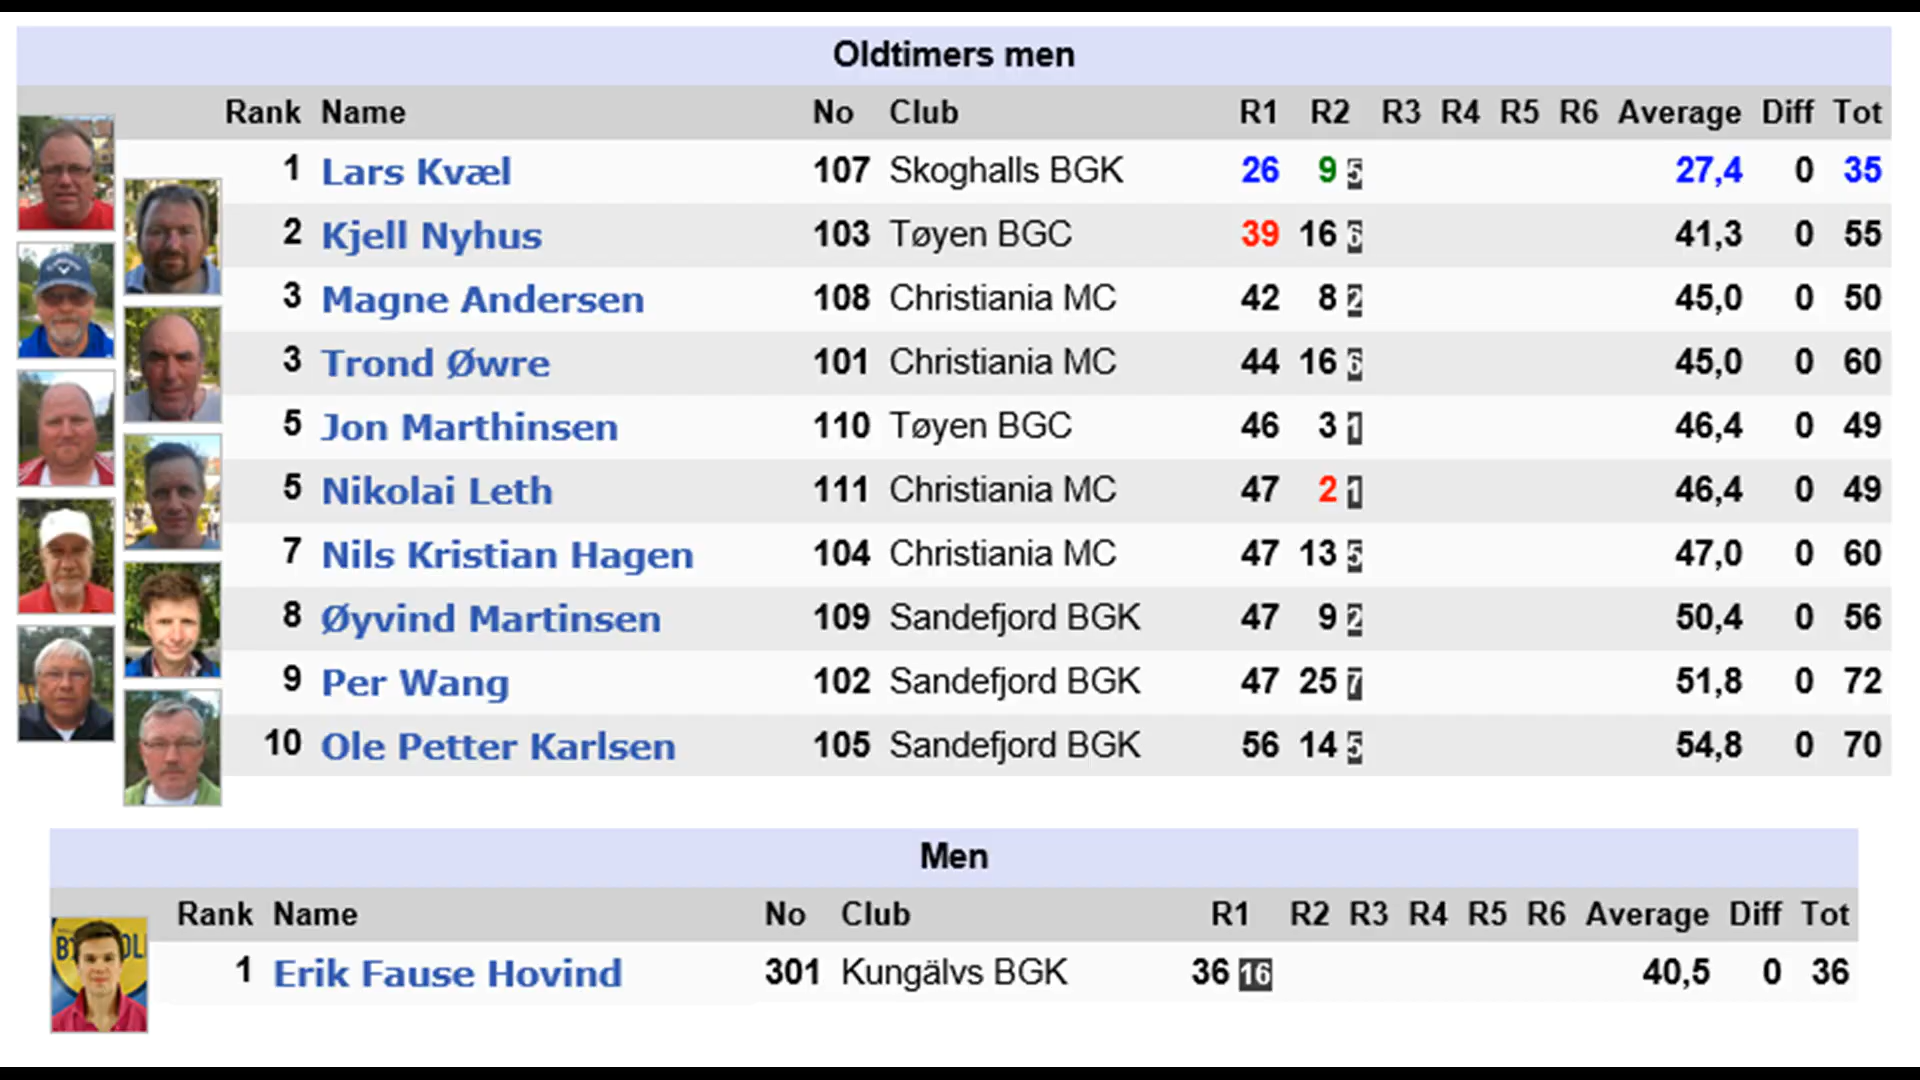 Oldtimers men
Rank Name No Club R1 R2 R3 R4 R5 R6 Average Diff Tot
1 Lars Kvæl 107 Skoghalls BGK 26 9 5 27,4 0 35
2 Kjell Nyhus 103 Tøyen BGC 39 16 6 41,3 0 55
3 Magne Andersen 108 Christiania MC 42 8 2 45,0 0 50
3 Trond Øwre 101 Christiania MC 44 16 6 45,0 0 60
5 Jon Marthinsen 110 Tøyen BGC 46 3 1 46,4 0 49
5 Nikolai Leth 111 Christiania MC 47 2 1 46,4 0 49
7 Nils Kristian Hagen 104 Christiania MC 47 13 5 47,0 0 60
8 Øyvind Martinsen 109 Sandefjord BGK 47 9 2 50,4 0 56
9 Per Wang 102 Sandefjord BGK 47 25 7 51,8 0 72
10 Ole Petter Karlsen 105 Sandefjord BGK 56 14 5 54,8 0 70
Men
Rank Name No Club R1 R2 R3 R4 R5 R6 Average Diff Tot
1 Erik Fause Hovind 301 Kungälvs BGK 36 16 40,5 0 36